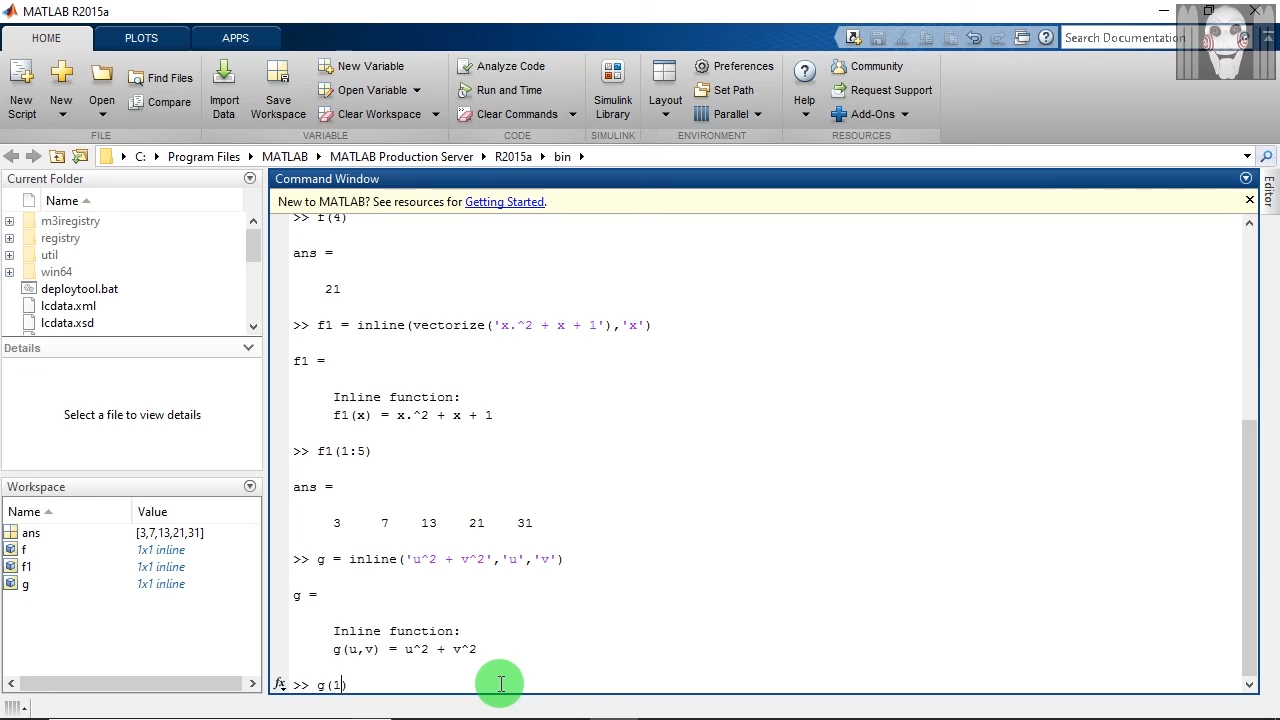 MATLAB R2015a
HOME PLOTS APPS
Search Documentation
New Script
New
Open
Find Files
Compare
Import Data
Save Workspace
New Variable
Open Variable
Clear Workspace
Analyze Code
Run and Time
Clear Commands
Simulink Library
Layout
Preferences
Set Path
Parallel
Help
Community
Request Support
Add-Ons
FILE VARIABLE CODE SIMULINK ENVIRONMENT RESOURCES
C: Program Files MATLAB MATLAB Production Server R2015a bin
Current Folder
Name
m3iregistry
registry
util
win64
deploytool.bat
lcdata.xml
lcdata.xsd
Details
Select a file to view details
Workspace
Name Value
ans [3,7,13,21,31]
f 1x1 inline
f1 1x1 inline
g 1x1 inline
Command Window
New to MATLAB? See resources for Getting Started.
>> f(4)
ans =
21
>> f1 = inline(vectorize('x.^2 + x + 1'),'x')
f1 =
Inline function:
f1(x) = x.^2 + x + 1
>> f1(1:5)
ans =
3 7 13 21 31
>> g = inline('u^2 + v^2','u','v')
g =
Inline function:
g(u,v) = u^2 + v^2
fx >> g(1)
Editor